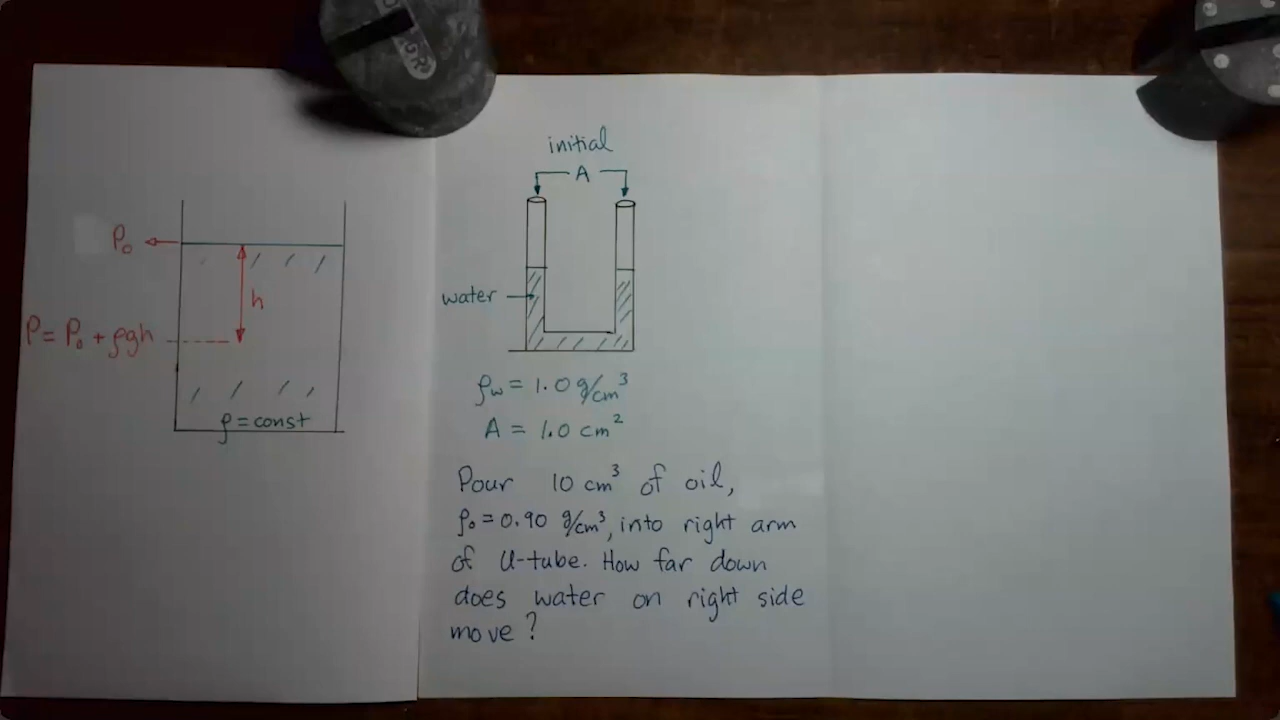 P₀
h
P = P₀ + ρgh
ρ = const
initial
A
water
ρw = 1.0 g/cm³
A = 1.0 cm²
Pour 10 cm³ of oil,
ρo = 0.90 g/cm³, into right arm
of U-tube. How far down
does water on right side
move?